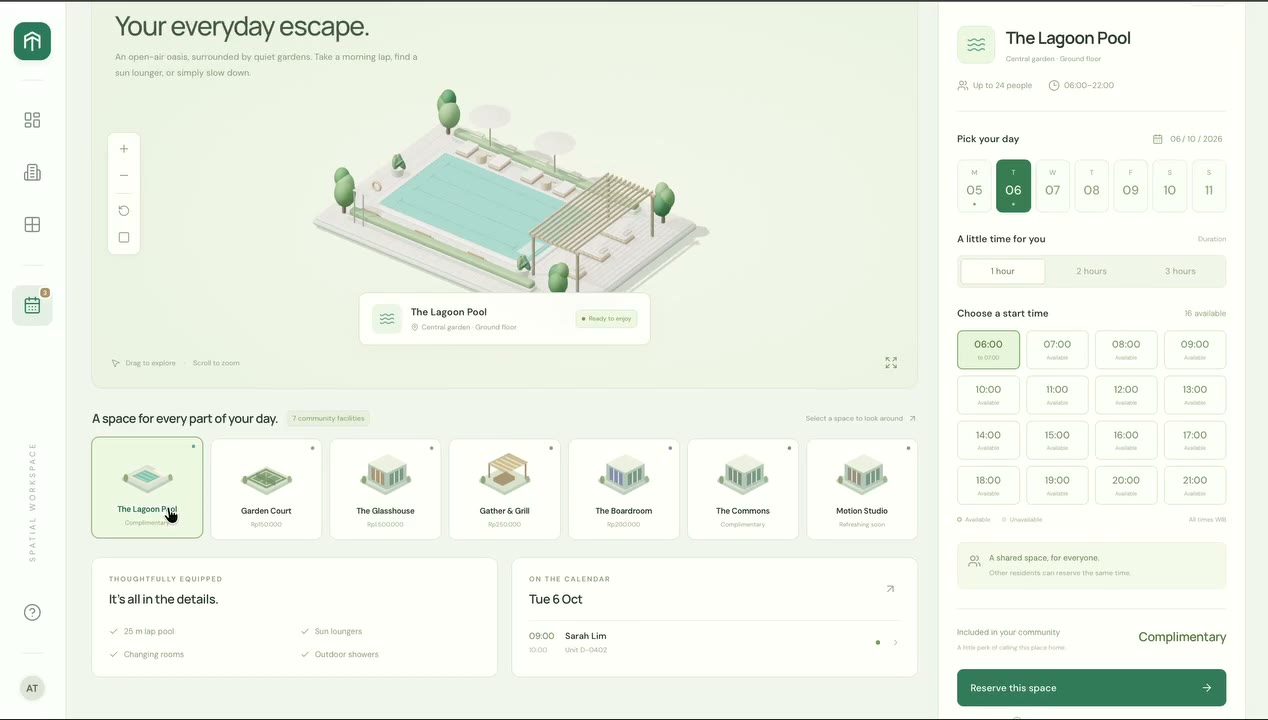 Your everyday escape.
An open-air oasis, surrounded by quiet gardens. Take a morning lap, find a
sun lounger, or simply slow down.
The Lagoon Pool
Central garden · Ground floor
Ready to enjoy
Drag to explore · Scroll to zoom
3
SPATIAL WORKSPACE
AT
A space for every part of your day.
7 community facilities
Select a space to look around
The Lagoon Pool
Complimentary
Garden Court
Rp150.000
The Glasshouse
Rp1.500.000
Gather & Grill
Rp250.000
The Boardroom
Rp200.000
The Commons
Complimentary
Motion Studio
Refreshing soon
THOUGHTFULLY EQUIPPED
It's all in the details.
25 m lap pool
Sun loungers
Changing rooms
Outdoor showers
ON THE CALENDAR
Tue 6 Oct
09:00 Sarah Lim
10:00 Unit D-0402
The Lagoon Pool
Central garden · Ground floor
Up to 24 people
06:00–22:00
Pick your day
06 / 10 / 2026
M T W T F S S
05 06 07 08 09 10 11
A little time for you
Duration
1 hour 2 hours 3 hours
Choose a start time
16 available
06:00 07:00 08:00 09:00
to 07:00 Available Available Available
10:00 11:00 12:00 13:00
Available Available Available Available
14:00 15:00 16:00 17:00
Available Available Available Available
18:00 19:00 20:00 21:00
Available Available Available Available
Available Unavailable All times WIB
A shared space, for everyone.
Other residents can reserve the same time.
Included in your community
A little perk of calling this place home.
Complimentary
Reserve this space